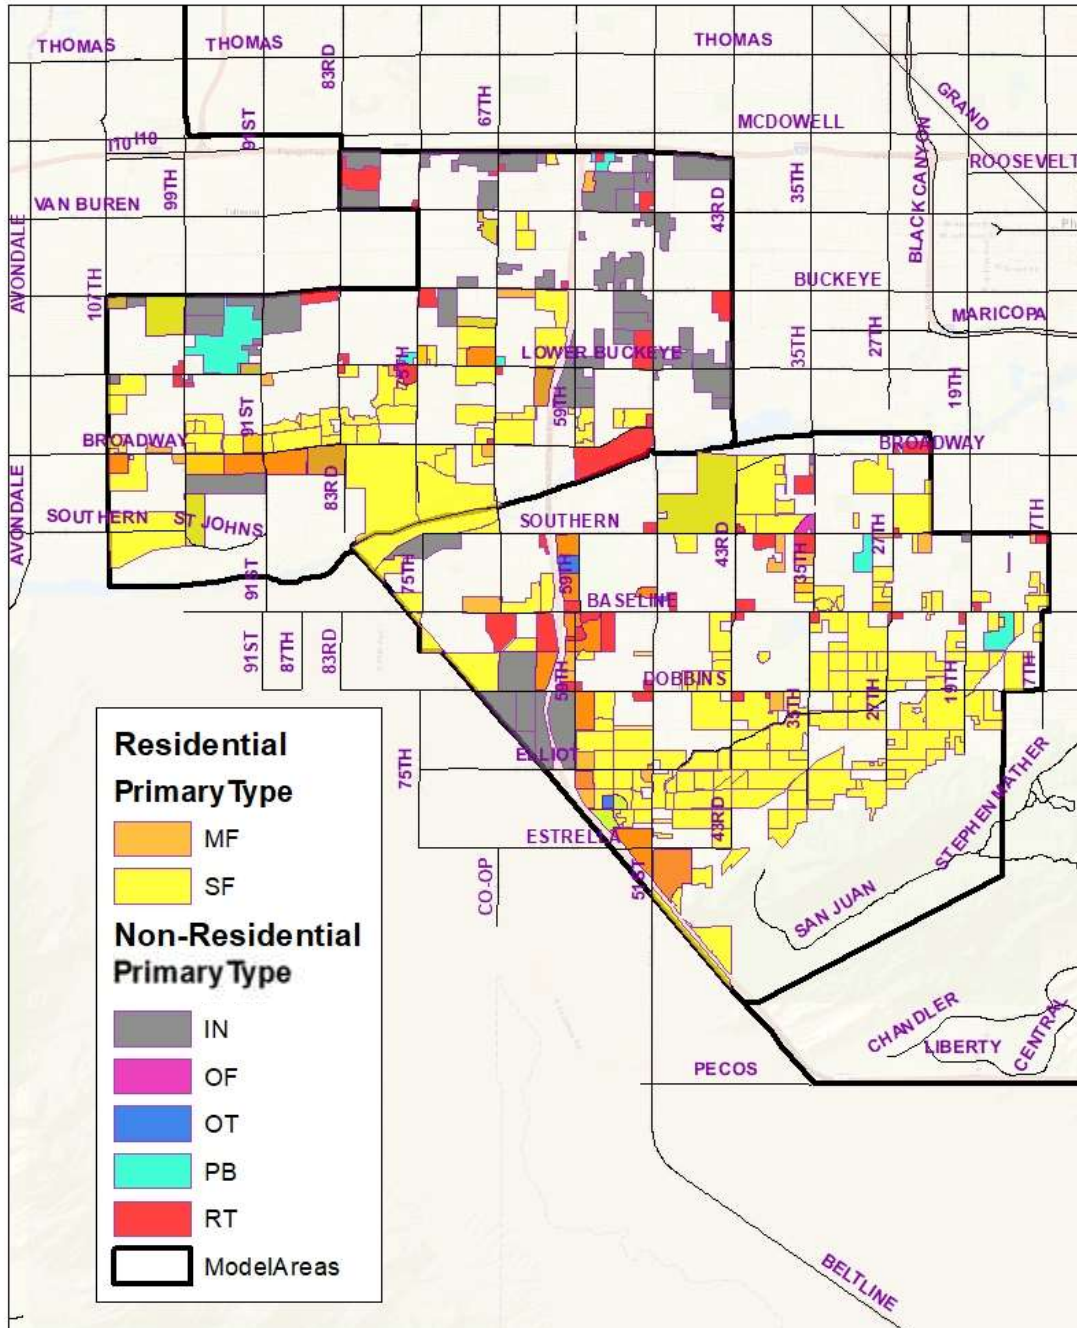 THOMAS THOMAS THOMAS
83RD
67TH
GRAND
MCDOWELL
I10 I10
91ST
BLACK CANYON
ROOSEVELT
35TH
99TH
VAN BUREN
43RD
AVONDALE
107TH
BUCKEYE
MARICOPA
35TH
27TH
LOWER BUCKEYE
75TH
19TH
59TH
91ST
BROADWAY
BROADWAY
83RD
AVONDALE
SOUTHERN
ST JOHNS
SOUTHERN
43RD
27TH
7TH
35TH
59TH
75TH
91ST
BASELINE
91ST
87TH
83RD
59TH
DOBBINS
35TH
27TH
19TH
7TH
75TH
ELLIOT
STEPHEN MATHER
43RD
ESTRELLA
51ST
CO-OP
SAN JUAN
CHANDLER
LIBERTY
CENTRAL
PECOS
BELTLINE
Residential
Primary Type
MF
SF
Non-Residential
Primary Type
IN
OF
OT
PB
RT
ModelAreas